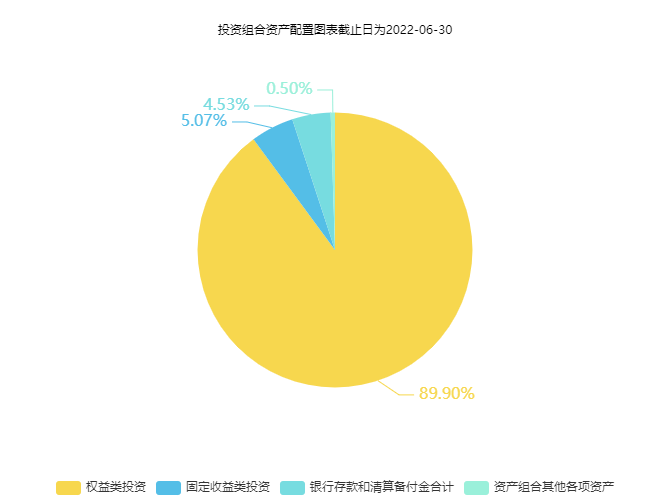 投资组合资产配置图表截止日为2022-06-30
0.50%
4.53%
5.07%
89.90%
权益类投资 固定收益类投资 银行存款和清算备付金合计 资产组合其他各项资产